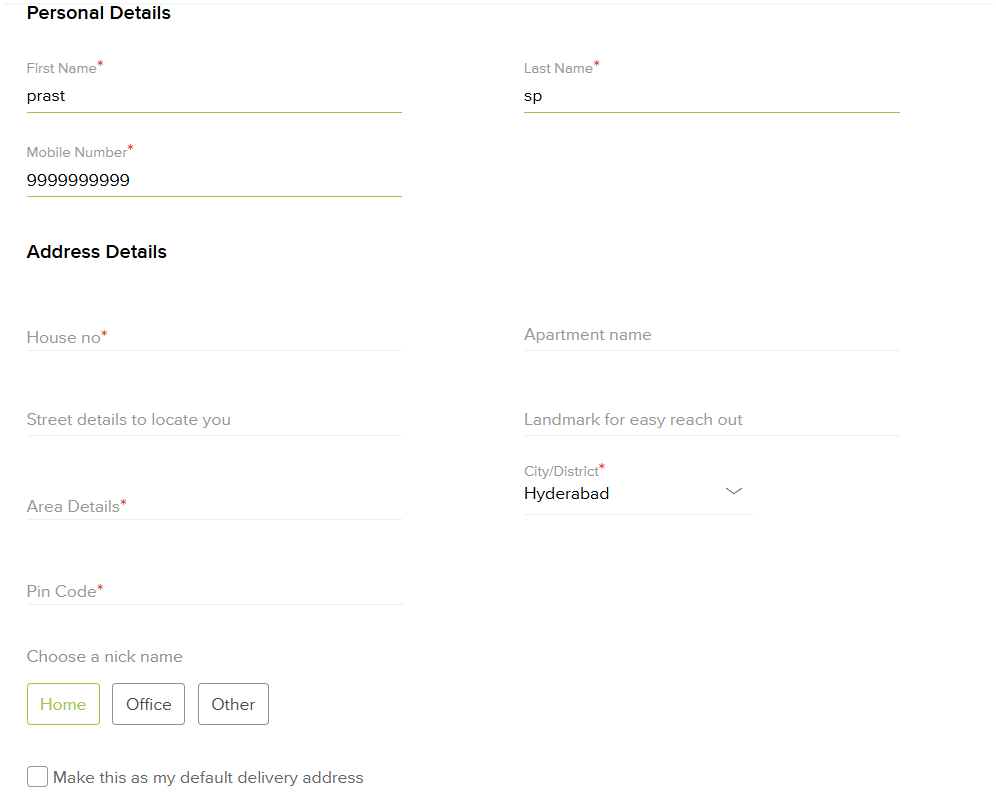 Personal Details
First Name* Last Name*
prast sp
Mobile Number*
9999999999
Address Details
House no* Apartment name
Street details to locate you Landmark for easy reach out
City/District*
Hyderabad
Area Details*
Pin Code*
Choose a nick name
Home Office Other
Make this as my default delivery address